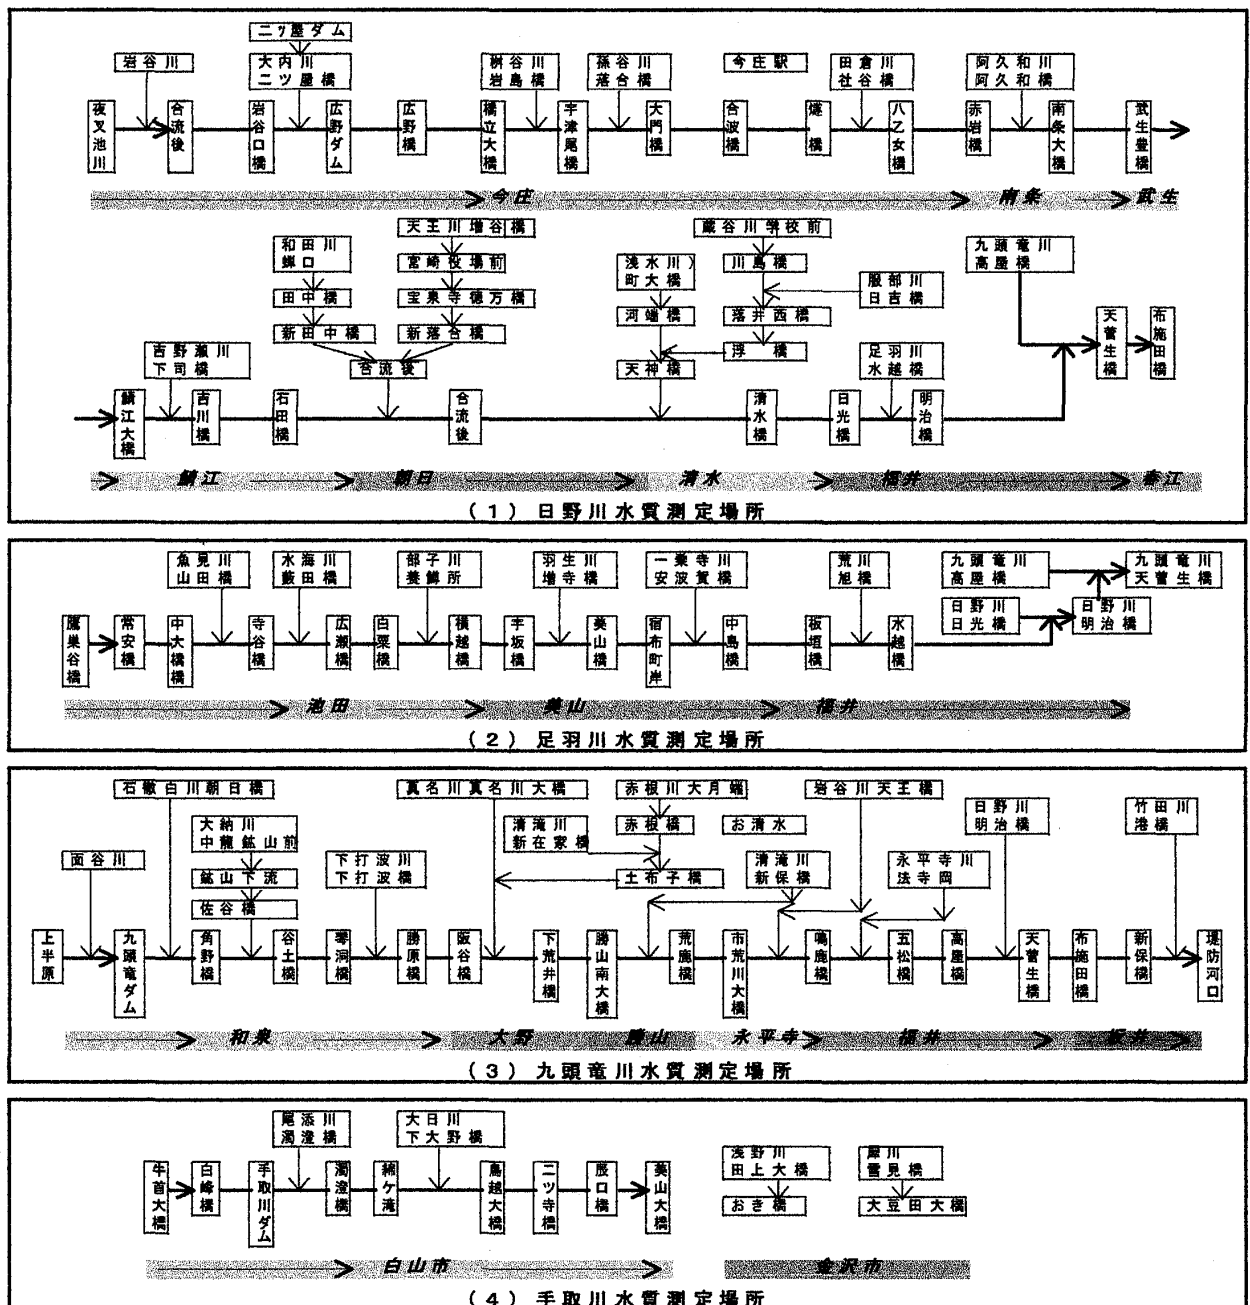 二ツ屋ダム
岩谷川
大内川
二ツ屋橋
桝谷川
岩島橋
孫谷川
落合橋
今庄駅
田倉川
社谷橋
阿久和川
阿久和橋
夜叉池川
合流後
岩谷口橋
広野ダム
広野橋
橋立大橋
宇津尾橋
大門橋
合波橋
燧橋
八乙女橋
赤岩橋
南条大橋
武生豊橋
今庄
南条
武生
天王川増谷橋
蔵谷川学校前
和田川
蝉口
宮崎役場前
浅水川)
町大橋
川島橋
九頭竜川
高屋橋
服部川
日吉橋
田中橋
宝泉寺徳万橋
河端橋
落井西橋
新田中橋
新落合橋
浮橋
吉野瀬川
下司橋
合流後
天神橋
足羽川
水越橋
天菅生橋
布施田橋
鯖江大橋
吉川橋
石田橋
合流後
清水橋
日光橋
明治橋
鯖江
朝日
清水
福井
春江
(1)日野川水質測定場所
魚見川
山田橋
水海川
藪田橋
部子川
養鱒所
羽生川
増寺橋
一乗寺川
安波賀橋
荒川
旭橋
九頭竜川
高屋橋
九頭竜川
天菅生橋
日野川
日光橋
日野川
明治橋
鷹巣谷橋
常安橋
中大橋橋
寺谷橋
広瀬橋
白粟橋
横越橋
宇坂橋
美山橋
宿布町岸
中島橋
板垣橋
水越橋
池田
美山
福井
(2)足羽川水質測定場所
石徹白川朝日橋
真名川真名川大橋
赤根川大月端
岩谷川天王橋
大納川
中龍鉱山前
清滝川
新在家橋
赤根橋
お清水
日野川
明治橋
竹田川
港橋
面谷川
鉱山下流
下打波川
下打波橋
土布子橋
清滝川
新保橋
永平寺川
法寺岡
佐谷橋
上半原
九頭竜ダム
角野橋
谷土橋
琴洞橋
勝原橋
阪谷橋
下荒井橋
勝山南大橋
荒鹿橋
市荒川大橋
鳴鹿橋
五松橋
高屋橋
天菅生橋
布施田橋
新保橋
堤防河口
和泉
大野
勝山
永平寺
福井
坂井
(3)九頭竜川水質測定場所
尾添川
濁澄橋
大日川
下大野橋
浅野川
田上大橋
犀川
雪見橋
牛首大橋
白峰橋
手取川ダム
濁澄橋
綿ケ滝
鳥越大橋
二ツ寺橋
辰口橋
美山大橋
おき橋
大豆田大橋
白山市
金沢市
(4)手取川水質測定場所